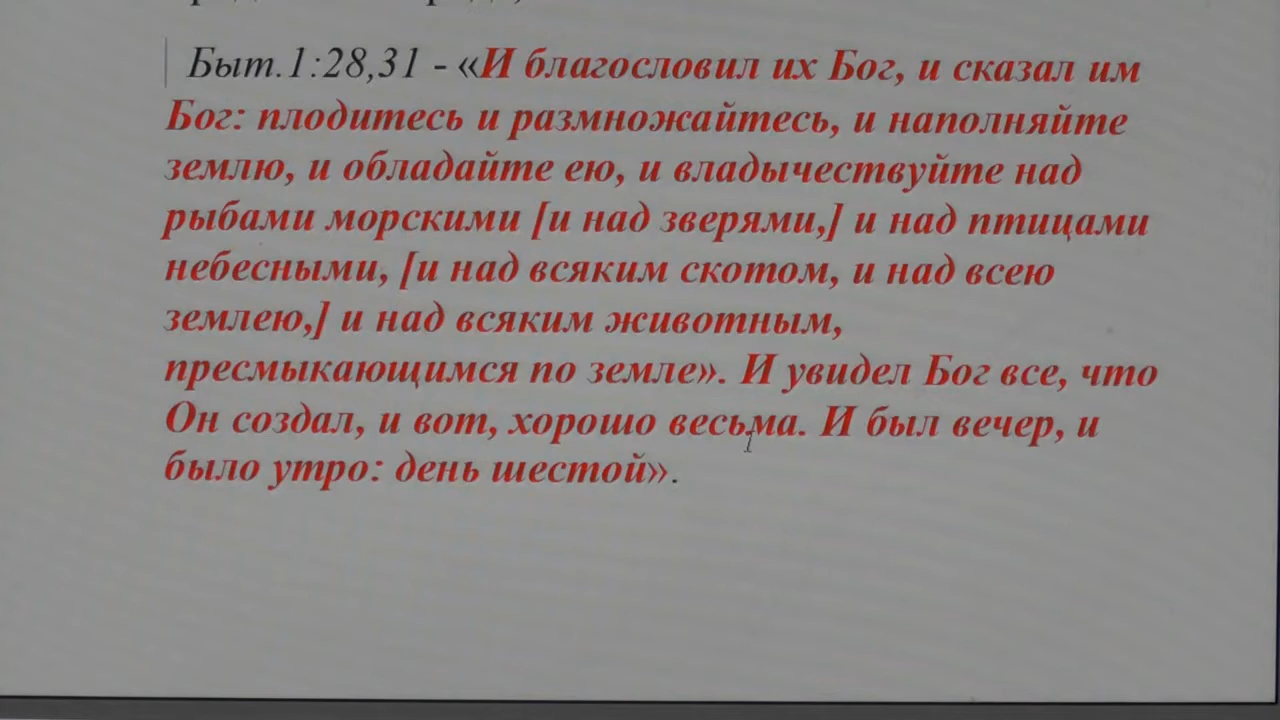 Быт.1:28,31 - «И благословил их Бог, и сказал им
Бог: плодитесь и размножайтесь, и наполняйте
землю, и обладайте ею, и владычествуйте над
рыбами морскими [и над зверями,] и над птицами
небесными, [и над всяким скотом, и над всею
землею,] и над всяким животным,
пресмыкающимся по земле». И увидел Бог все, что
Он создал, и вот, хорошо весьма. И был вечер, и
было утро: день шестой».